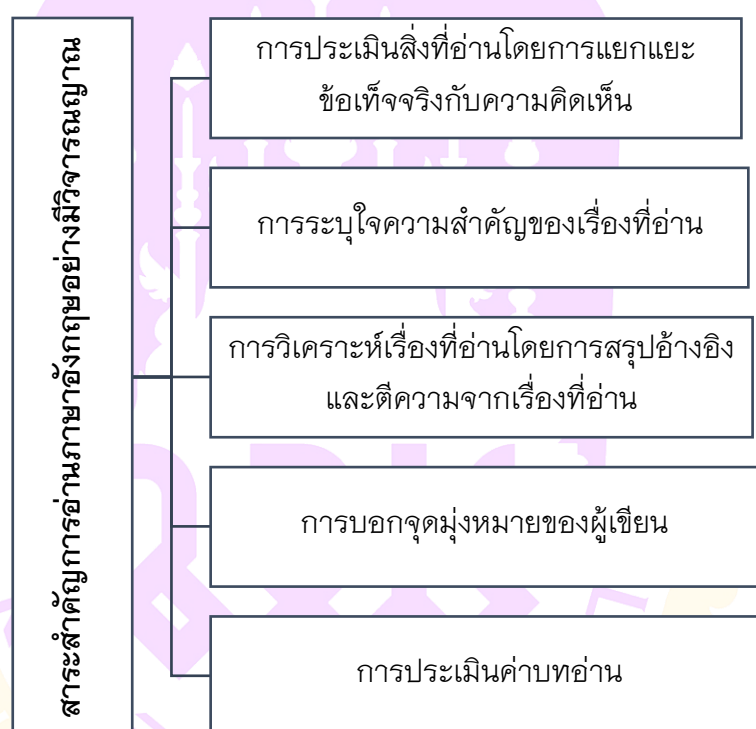 สาระสำคัญการอ่านภาษาอังกฤษอย่างมีวิจารณญาณ
การประเมินสิ่งที่อ่านโดยการแยกแยะ
ข้อเท็จจริงกับความคิดเห็น
การระบุใจความสำคัญของเรื่องที่อ่าน
การวิเคราะห์เรื่องที่อ่านโดยการสรุปอ้างอิง
และตีความจากเรื่องที่อ่าน
การบอกจุดมุ่งหมายของผู้เขียน
การประเมินค่าบทอ่าน